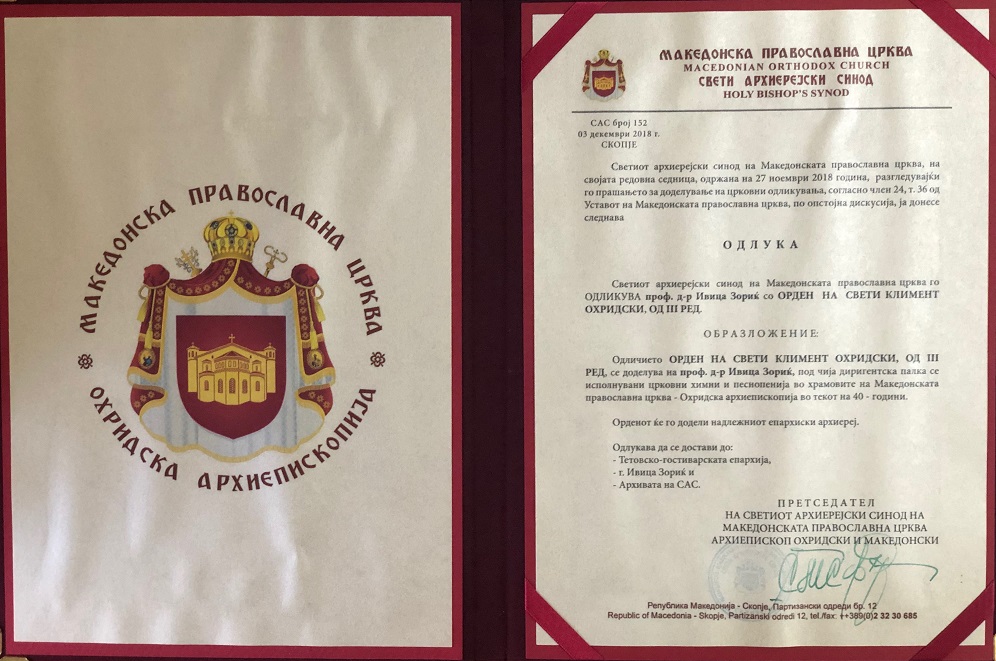 МАКЕДОНСКА ПРАВОСЛАВНА ЦРКВА
ОХРИДСКА АРХИЕПИСКОПИЈА
МАКЕДОНСКА ПРАВОСЛАВНА ЦРКВА
MACEDONIAN ORTHODOX CHURCH
СВЕТИ АРХИЕРЕЈСКИ СИНОД
HOLY BISHOP'S SYNOD
САС број 152
03 декември 2018 г.
СКОПЈЕ
Светиот архиерејски синод на Македонската православна црква, на
својата редовна седница, одржана на 27 ноември 2018 година, разгледувајќи
го прашањето за доделување на црковни одликувања, согласно член 24, т. 36 од
Уставот на Македонската православна црква, по опстојна дискусија, ја донесе
следнава
ОДЛУКА
Светиот архиерејски синод на Македонската православна црква го
ОДЛИКУВА проф. д-р Ивица Зориќ со ОРДЕН НА СВЕТИ КЛИМЕНТ
ОХРИДСКИ, ОД III РЕД.
ОБРАЗЛОЖЕНИЕ:
Одличието ОРДЕН НА СВЕТИ КЛИМЕНТ ОХРИДСКИ, ОД III
РЕД, се доделува на проф. д-р Ивица Зориќ, под чија диригентска палка се
исполнувани црковни химни и песнопенија во храмовите на Македонската
православна црква - Охридска архиепископија во текот на 40 - години.
Орденот ќе го додели надлежниот епархиски архиереј.
Одлукава да се достави до:
- Тетовско-гостиварската епархија,
- г. Ивица Зориќ и
- Архивата на САС.
ПРЕТСЕДАТЕЛ
НА СВЕТИОТ АРХИЕРЕЈСКИ СИНОД НА
МАКЕДОНСКАТА ПРАВОСЛАВНА ЦРКВА
АРХИЕПИСКОП ОХРИДСКИ И МАКЕДОНСКИ
Република Македонија - Скопје, Партизански одреди бр. 12
Republic of Macedonia - Skopje, Partizanski odredi 12, tel./fax: ++389(0)2 32 30 685